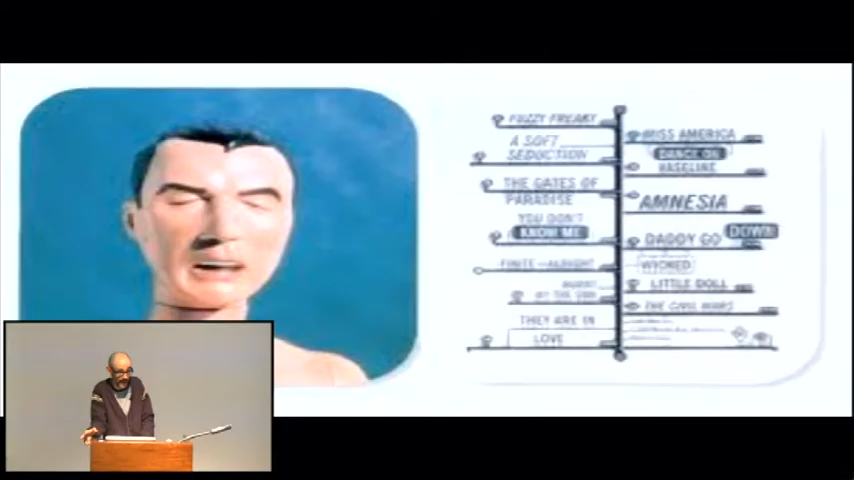 FUZZY FREAKY
A SOFT
SEDUCTION
THE GATES OF
PARADISE
YOU DON'T
KNOW ME
FINITE=ALRIGHT
THEY ARE IN
LOVE
MISS AMERICA
DANCE ON
VASELINE
AMNESIA
DADDY GO DOWN
WICKED
LITTLE DOLL
THE CIVIL WARS